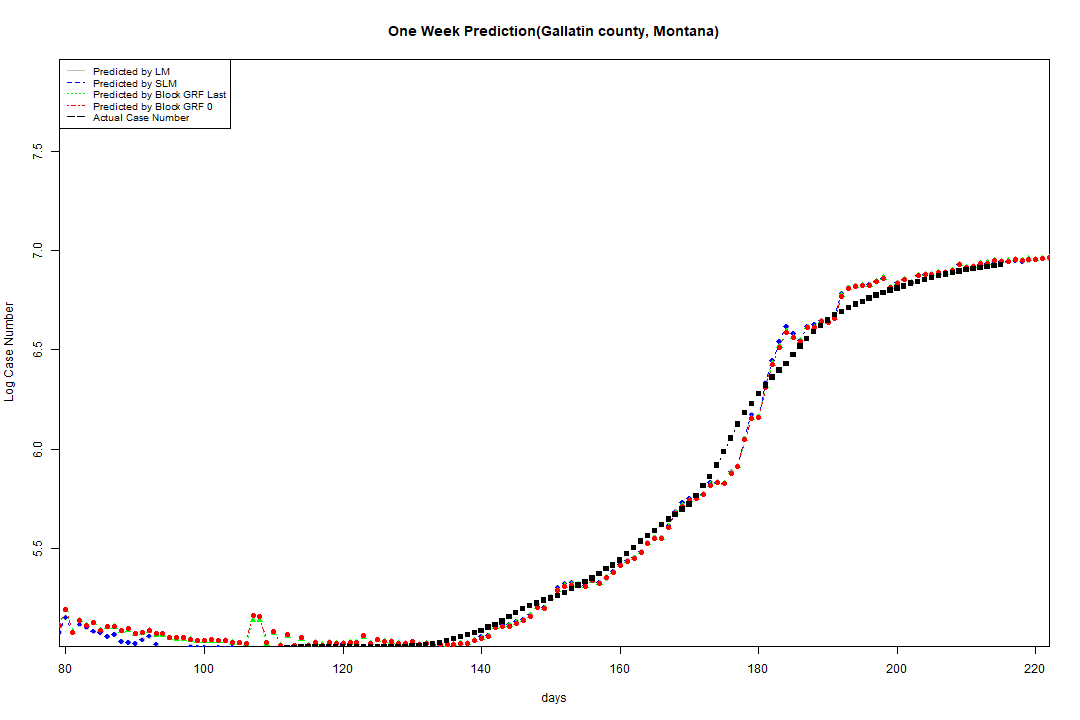 One Week Prediction(Gallatin county, Montana)
Predicted by LM
Predicted by SLM
Predicted by Block GRF Last
Predicted by Block GRF 0
Actual Case Number
7.5
7.0
6.5
6.0
5.5
Log Case Number
80 100 120 140 160 180 200 220
days